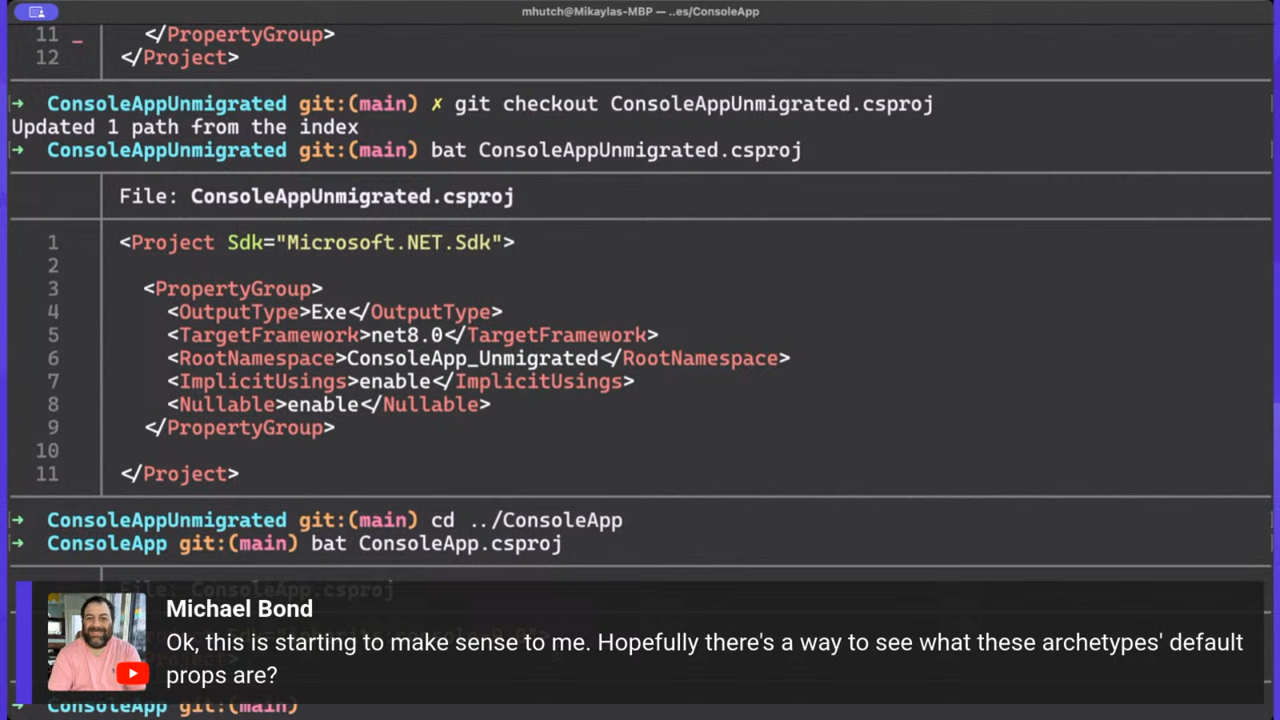 mhutch@Mikaylas-MBP — ..es/ConsoleApp
11 _ </PropertyGroup>
12 </Project>
→ ConsoleAppUnmigrated git:(main) ✗ git checkout ConsoleAppUnmigrated.csproj
Updated 1 path from the index
→ ConsoleAppUnmigrated git:(main) bat ConsoleAppUnmigrated.csproj
File: ConsoleAppUnmigrated.csproj
1 <Project Sdk="Microsoft.NET.Sdk">
2
3 <PropertyGroup>
4 <OutputType>Exe</OutputType>
5 <TargetFramework>net8.0</TargetFramework>
6 <RootNamespace>ConsoleApp_Unmigrated</RootNamespace>
7 <ImplicitUsings>enable</ImplicitUsings>
8 <Nullable>enable</Nullable>
9 </PropertyGroup>
10
11 </Project>
→ ConsoleAppUnmigrated git:(main) cd ../ConsoleApp
→ ConsoleApp git:(main) bat ConsoleApp.csproj
File: ConsoleApp.csproj
Michael Bond
Ok, this is starting to make sense to me. Hopefully there's a way to see what these archetypes' default
props are?
→ ConsoleApp git:(main)